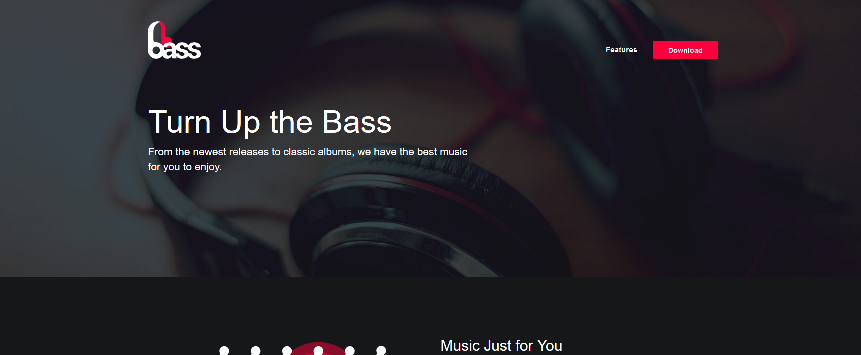 bass
Features
Download
Turn Up the Bass
From the newest releases to classic albums, we have the best music
for you to enjoy.
Music Just for You